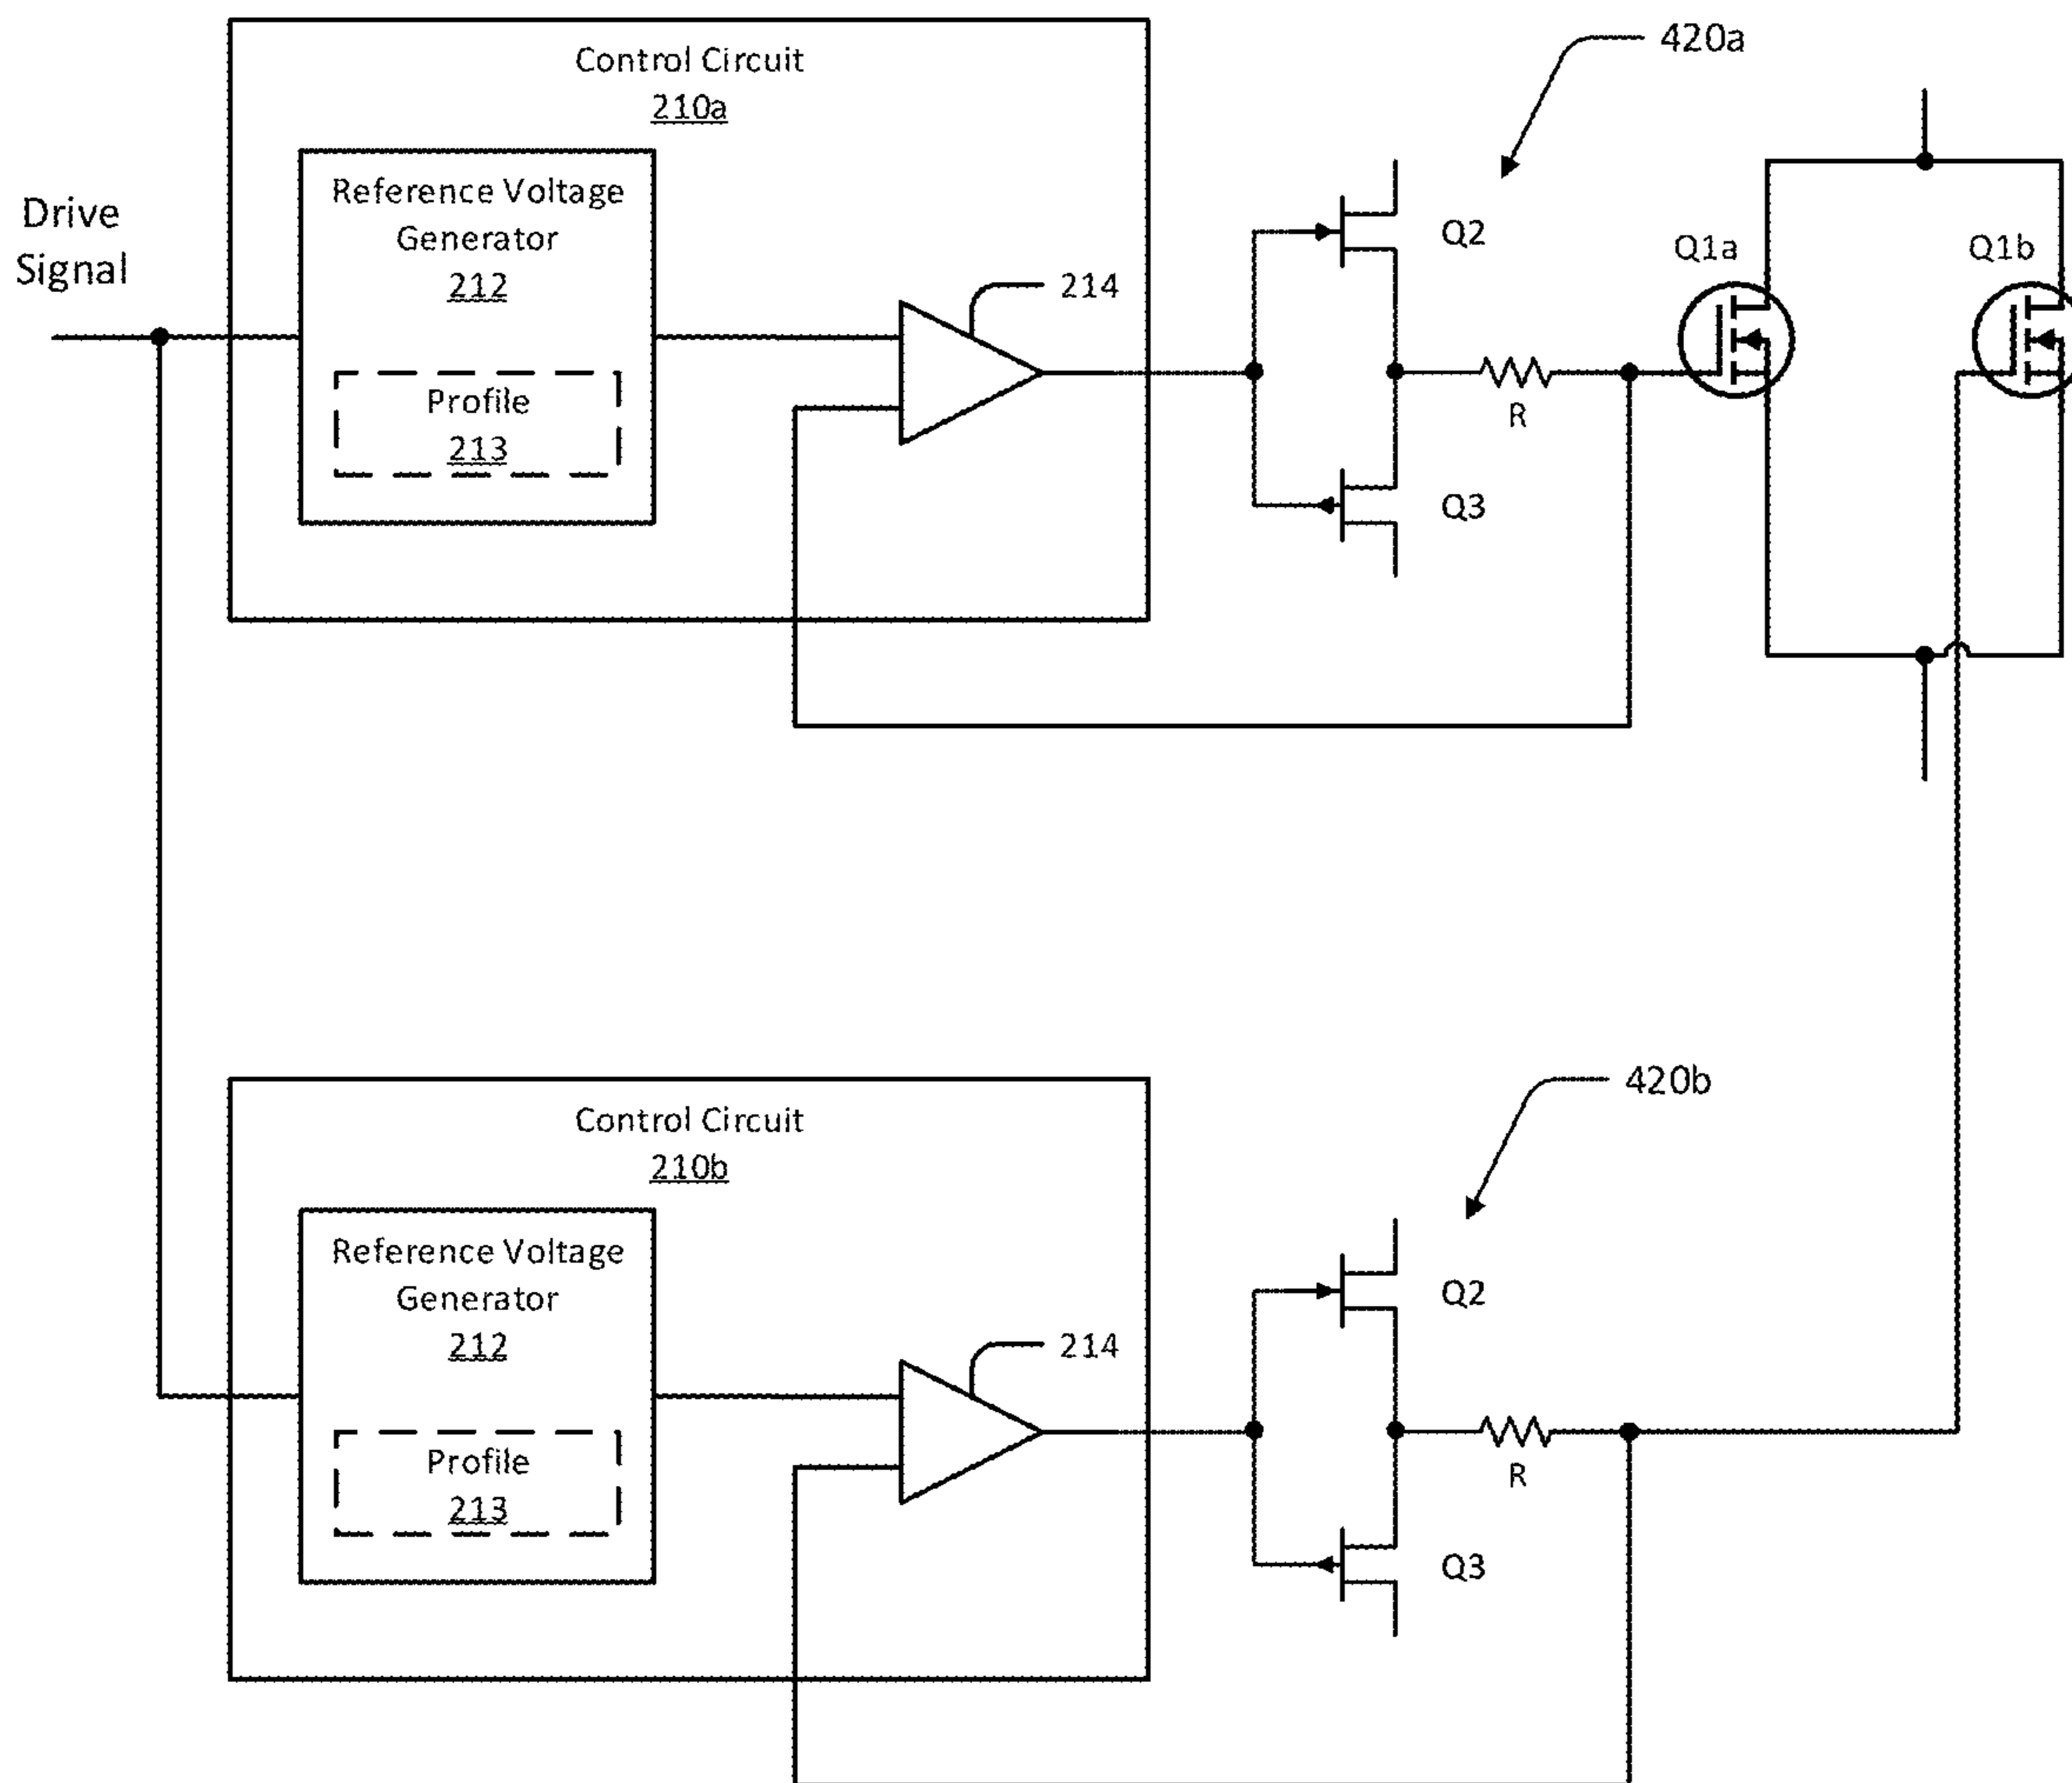 Drive
Signal
Control Circuit
210a
Reference Voltage
Generator
212
Profile
213
214
Q2
Q3
R
420a
Q1a
Q1b
Control Circuit
210b
Reference Voltage
Generator
212
Profile
213
214
Q2
Q3
R
420b